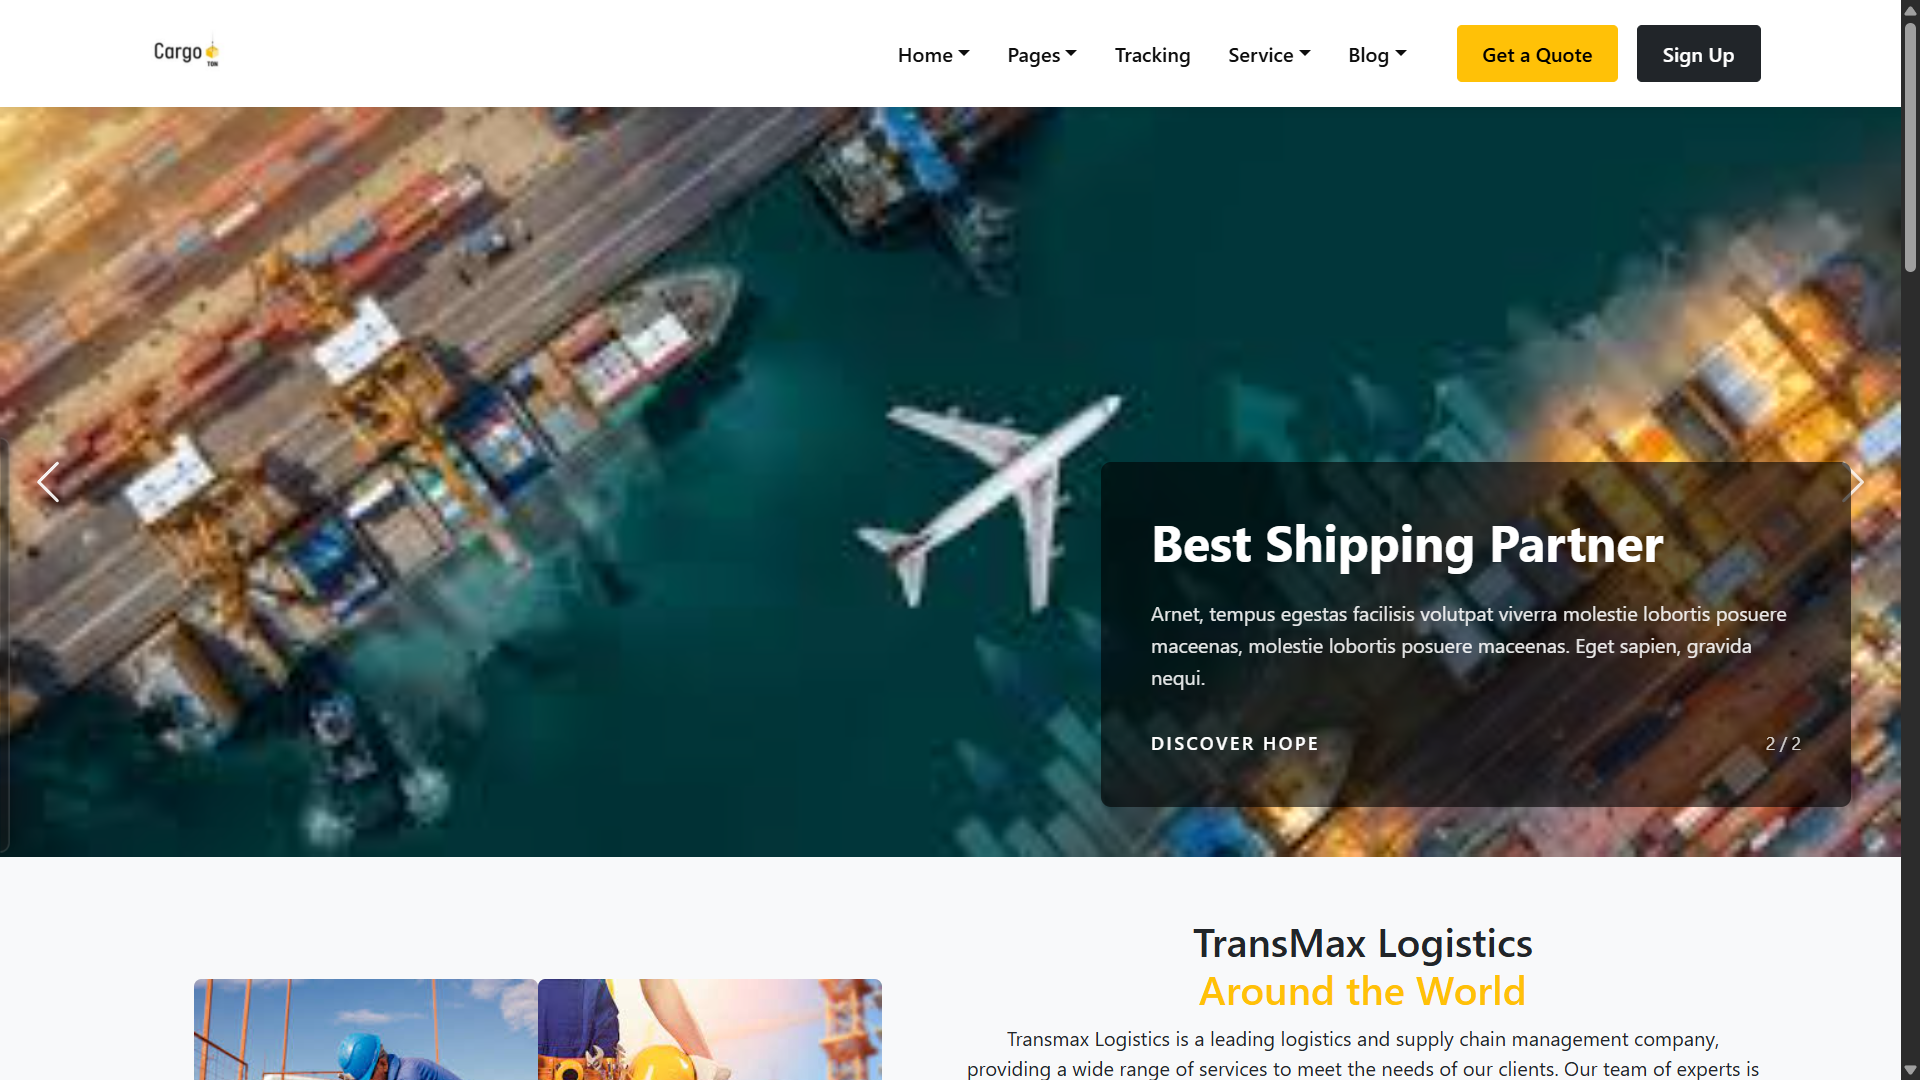 Cargo
TON
Home
Pages
Tracking
Service
Blog
Get a Quote
Sign Up
Best Shipping Partner
Arnet, tempus egestas facilisis volutpat viverra molestie lobortis posuere
maceenas, molestie lobortis posuere maceenas. Eget sapien, gravida
nequi.
DISCOVER HOPE
2 / 2
TransMax Logistics
Around the World
Transmax Logistics is a leading logistics and supply chain management company,
providing a wide range of services to meet the needs of our clients. Our team of experts is